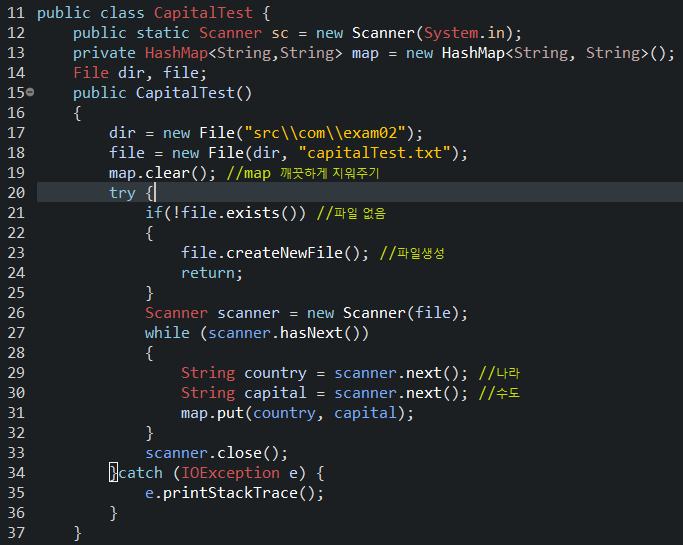 11 public class CapitalTest {
12     public static Scanner sc = new Scanner(System.in);
13     private HashMap<String,String> map = new HashMap<String, String>();
14     File dir, file;
15     public CapitalTest()
16     {
17         dir = new File("src\\com\\exam02");
18         file = new File(dir, "capitalTest.txt");
19         map.clear(); //map 깨끗하게 지워주기
20         try {
21             if(!file.exists()) //파일 없음
22             {
23                 file.createNewFile(); //파일생성
24                 return;
25             }
26             Scanner scanner = new Scanner(file);
27             while (scanner.hasNext())
28             {
29                 String country = scanner.next(); //나라
30                 String capital = scanner.next(); //수도
31                 map.put(country, capital);
32             }
33             scanner.close();
34         }catch (IOException e) {
35             e.printStackTrace();
36         }
37     }